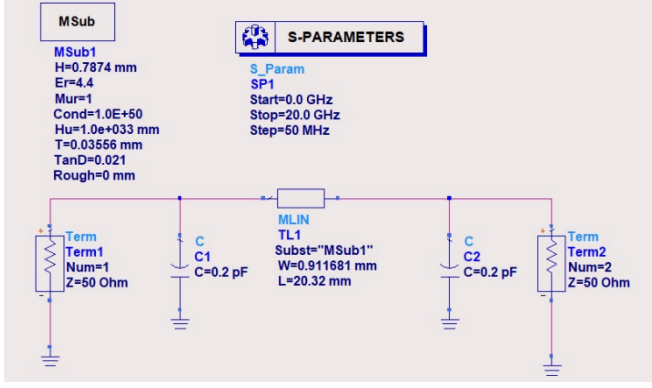 MSub
MSub1
H=0.7874 mm
Er=4.4
Mur=1
Cond=1.0E+50
Hu=1.0e+033 mm
T=0.03556 mm
TanD=0.021
Rough=0 mm
S-PARAMETERS
S_Param
SP1
Start=0.0 GHz
Stop=20.0 GHz
Step=50 MHz
+
Term
Term1
Num=1
Z=50 Ohm
-
C
C1
C=0.2 pF
MLIN
TL1
Subst="MSub1"
W=0.911681 mm
L=20.32 mm
C
C2
C=0.2 pF
+
Term
Term2
Num=2
Z=50 Ohm
-